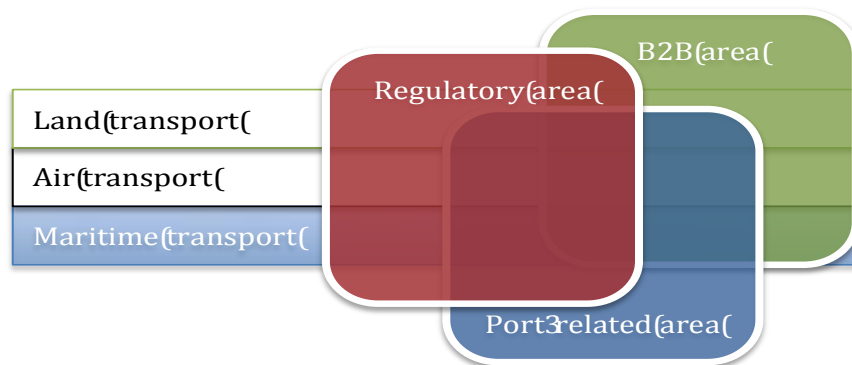 B2B(area(
Regulatory(area(
Land(transport(
Air(transport(
Maritime(transport(
Port3related(area(